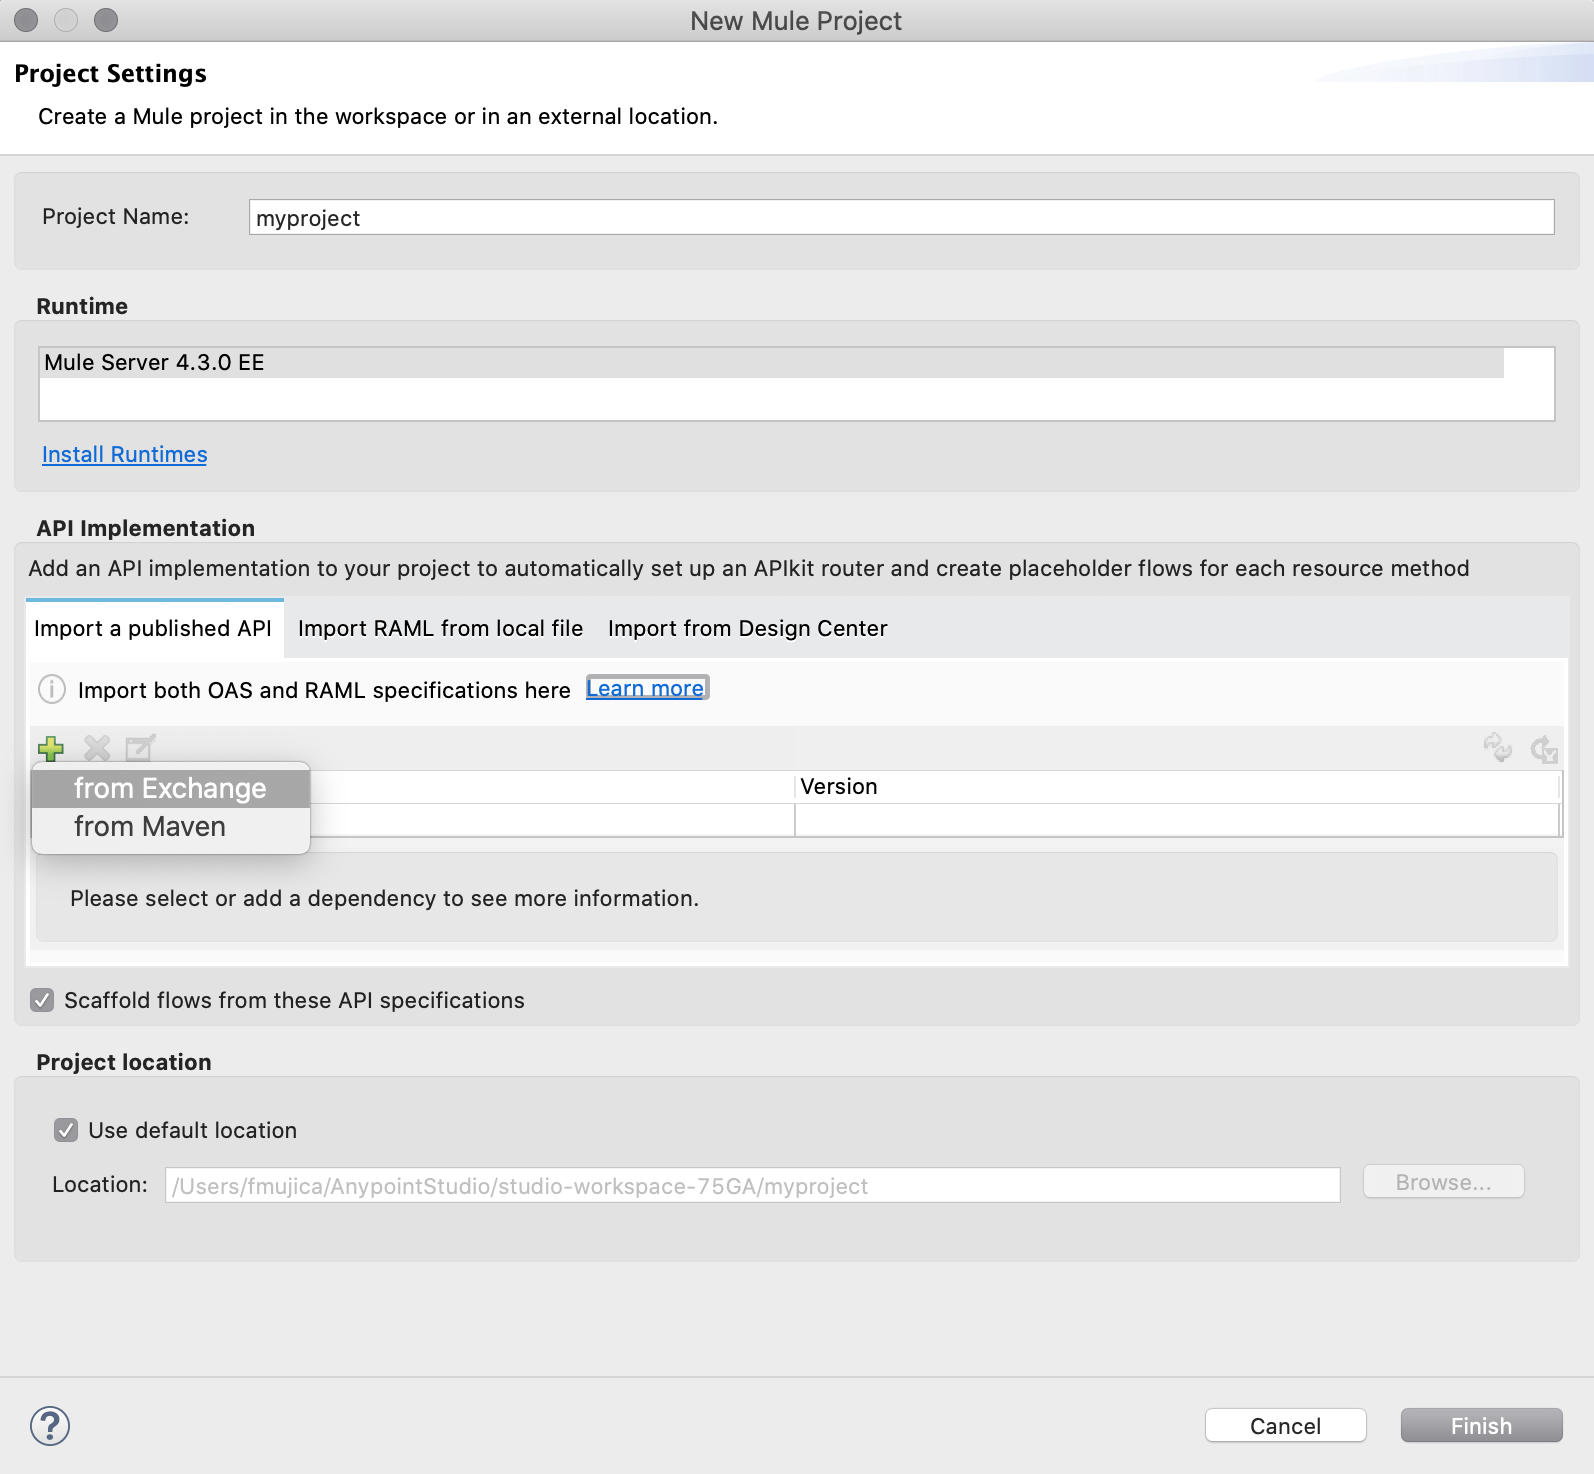 New Mule Project
Project Settings
Create a Mule project in the workspace or in an external location.
Project Name:
myproject
Runtime
Mule Server 4.3.0 EE
Install Runtimes
API Implementation
Add an API implementation to your project to automatically set up an APIkit router and create placeholder flows for each resource method
Import a published API
Import RAML from local file
Import from Design Center
Import both OAS and RAML specifications here
Learn more
from Exchange
Version
from Maven
Please select or add a dependency to see more information.
Scaffold flows from these API specifications
Project location
Use default location
Location:
/Users/fmujica/AnypointStudio/studio-workspace-75GA/myproject
Browse...
?
Cancel
Finish